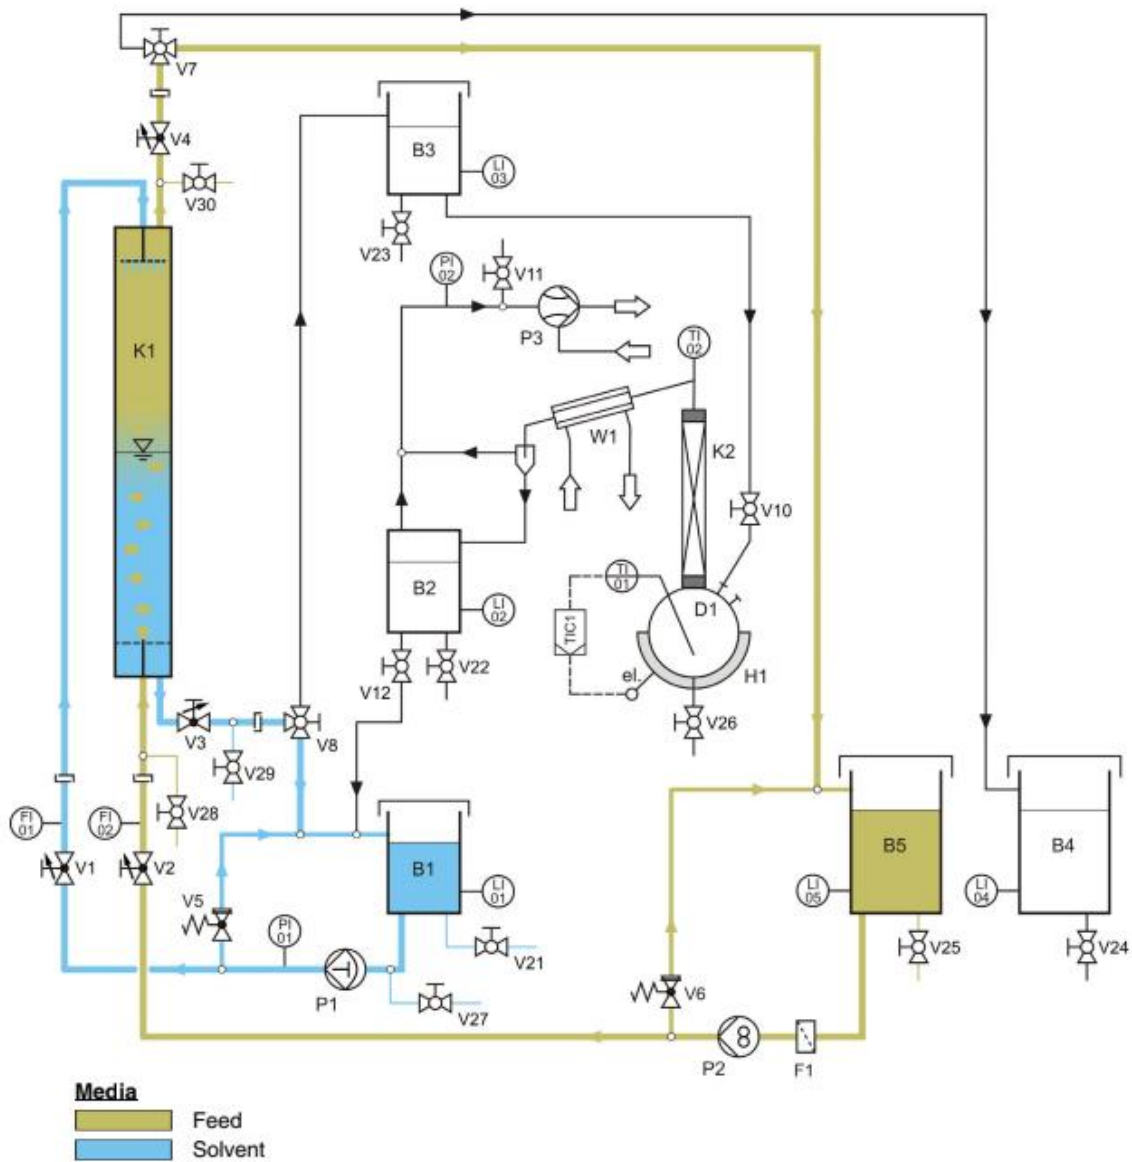 V7
V4
B3
LI
03
V30
V23
PI
02
V11
K1
P3
TI
02
W1
K2
V10
B2
LI
02
TI
01
D1
TIC1
V12
V22
el.
H1
V26
V3
V8
V29
V28
FI
01
FI
02
V1
V2
B1
LI
01
V5
PI
01
V21
P1
V27
B5
LI
05
B4
LI
04
V25
V24
V6
P2
F1
Media
Feed
Solvent